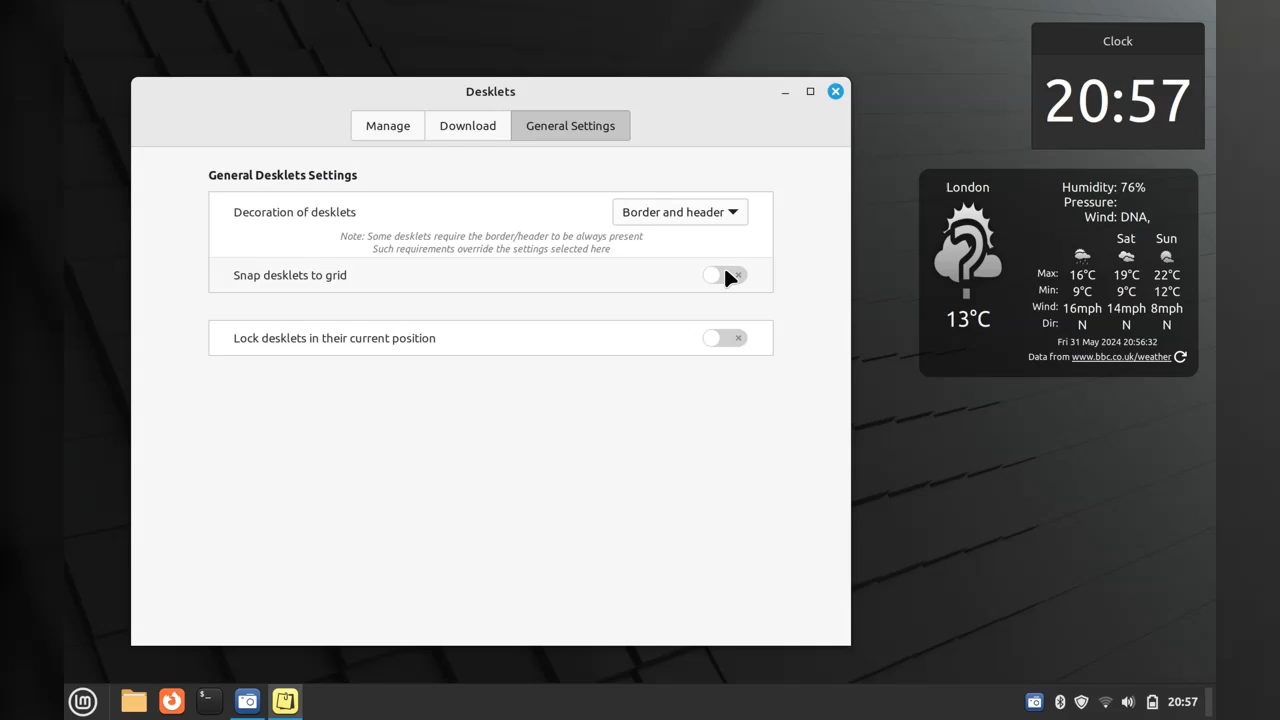 Clock
20:57
Desklets
Manage
Download
General Settings
General Desklets Settings
Decoration of desklets
Border and header
Note: Some desklets require the border/header to be always present
Such requirements override the settings selected here
Snap desklets to grid
Lock desklets in their current position
London
13°C
Humidity: 76%
Pressure:
Wind: DNA,
Sat Sun
Max: 16°C 19°C 22°C
Min: 9°C 9°C 12°C
Wind: 16mph 14mph 8mph
Dir: N N N
Fri 31 May 2024 20:56:32
Data from www.bbc.co.uk/weather
20:57